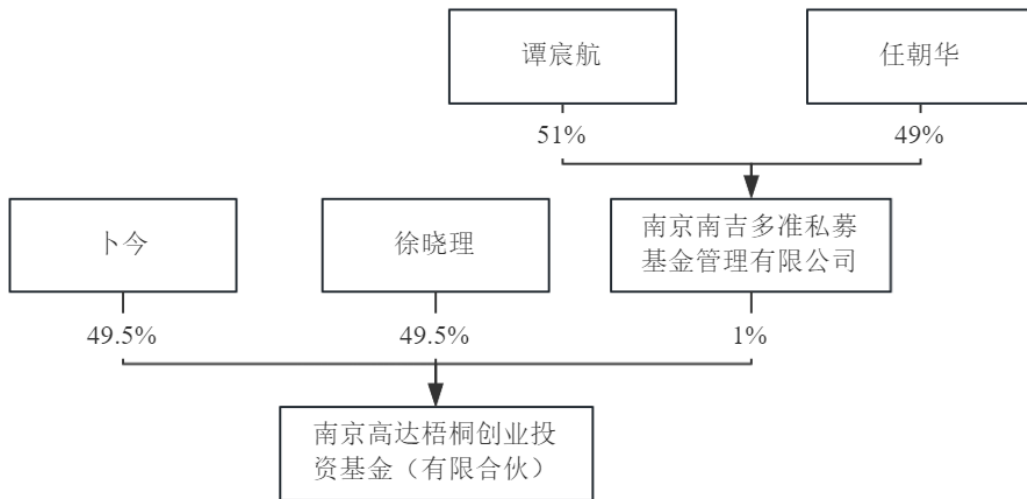 谭宸航
任朝华
51%
49%
卜今
徐晓理
南京南吉多准私募
基金管理有限公司
49.5%
49.5%
1%
南京高达梧桐创业投
资基金（有限合伙）